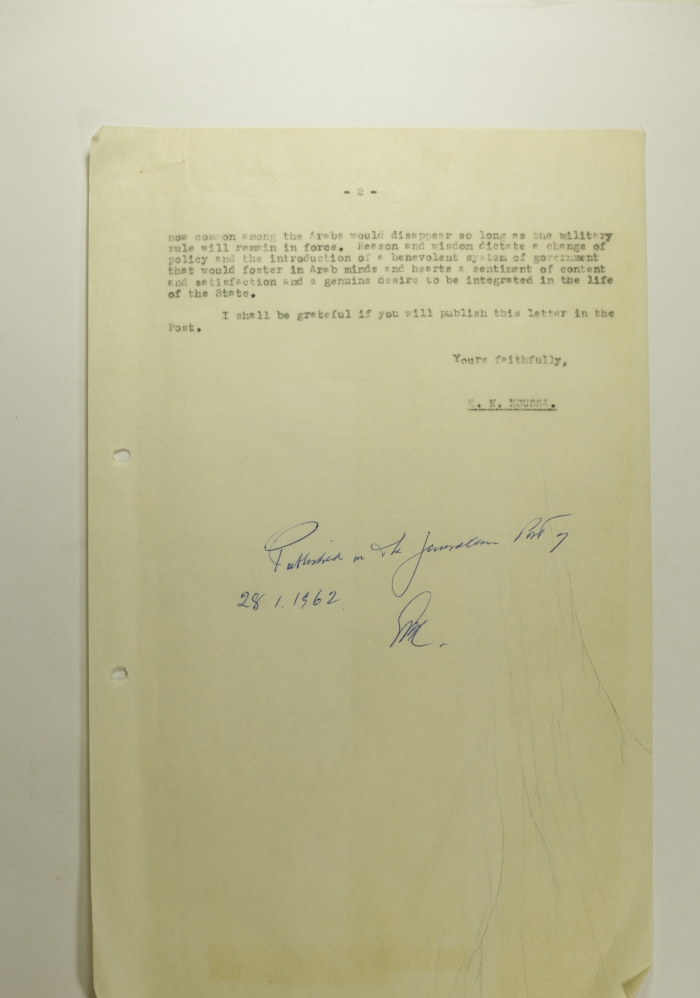 - 2 -
now common among the Arabs would disappear so long as the military
rule will remain in force. Reason and wisdom dictate a change of
policy and the introduction of a benevolent system of government
that would foster in Arab minds and hearts a sentiment of content
and satisfaction and a genuine desire to be integrated in the life
of the State.
I shall be grateful if you will publish this letter in the
Post.
Yours faithfully,
E. N. KOUSSA.
Published in the Jerusalem Post of
28.1.1962.